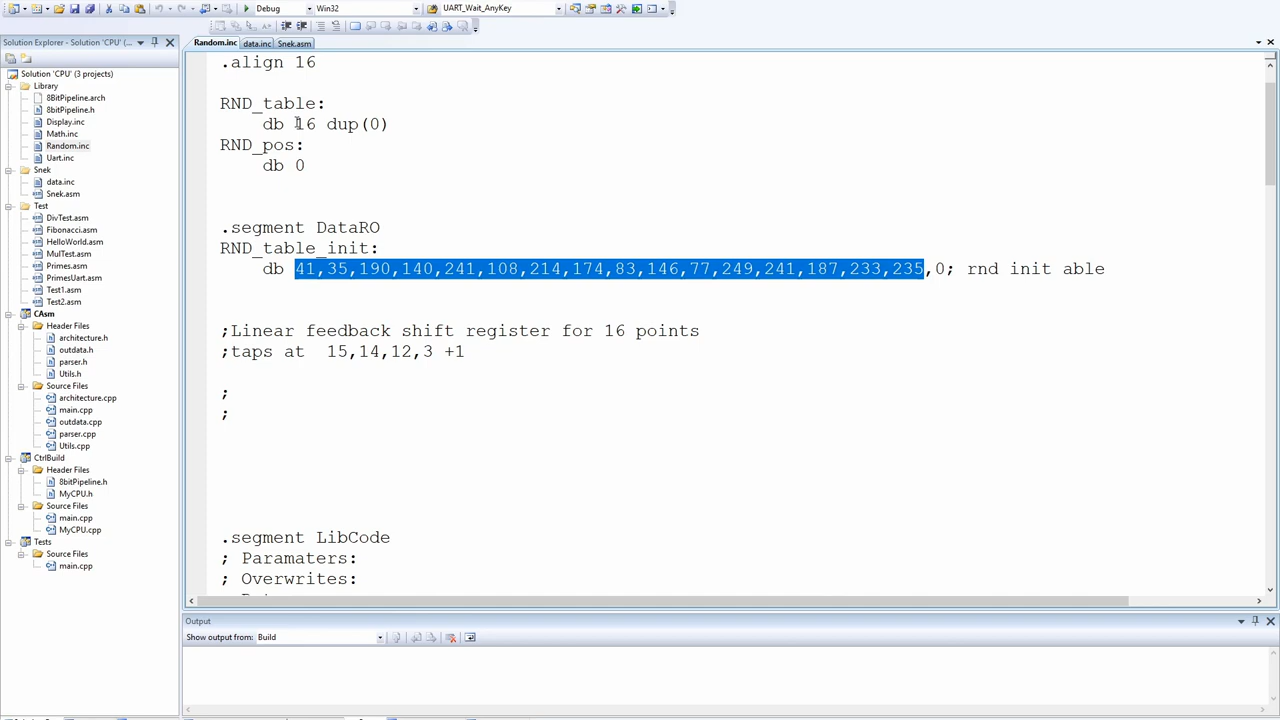 Debug
Win32
UART_Wait_AnyKey
Solution Explorer - Solution 'CPU' (...
Random.inc
data.inc
Snek.asm
Solution 'CPU' (3 projects)
Library
8BitPipeline.arch
8bitPipeline.h
Display.inc
Math.inc
Random.inc
Uart.inc
Snek
data.inc
Snek.asm
Test
DivTest.asm
Fibonacci.asm
HelloWorld.asm
MulTest.asm
Primes.asm
PrimesUart.asm
Test1.asm
Test2.asm
CAsm
Header Files
architecture.h
outdata.h
parser.h
Utils.h
Source Files
architecture.cpp
main.cpp
outdata.cpp
parser.cpp
Utils.cpp
CtrlBuild
Header Files
8bitPipeline.h
MyCPU.h
Source Files
main.cpp
MyCPU.cpp
Tests
Source Files
main.cpp
.align 16
RND_table:
db 16 dup(0)
RND_pos:
db 0
.segment DataRO
RND_table_init:
db 41,35,190,140,241,108,214,174,83,146,77,249,241,187,233,235,0; rnd init able
;Linear feedback shift register for 16 points
;taps at  15,14,12,3 +1
;
;
.segment LibCode
; Paramaters:
; Overwrites:
Output
Show output from: Build